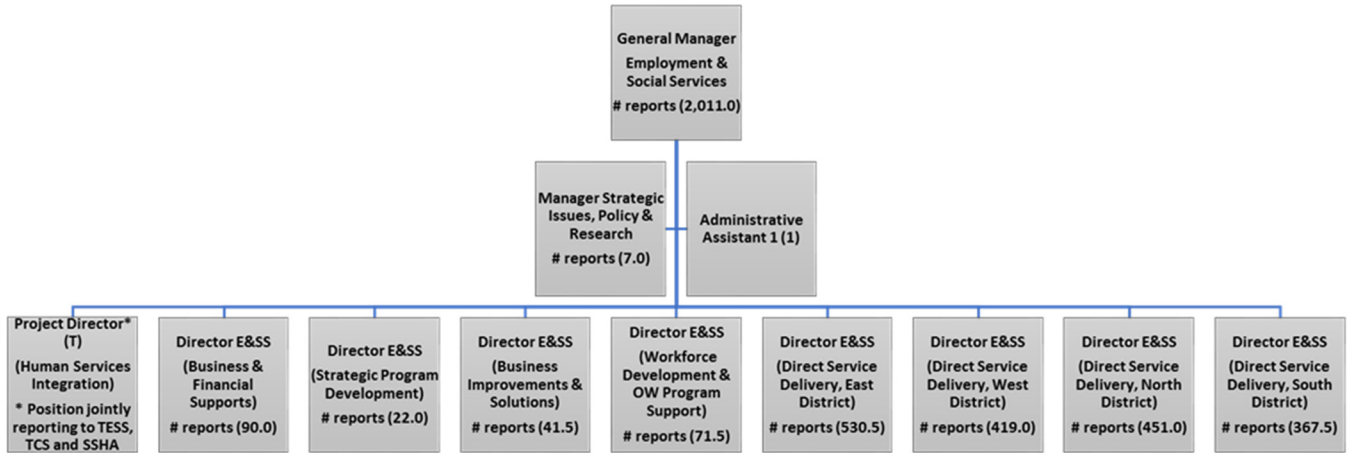 General Manager
Employment &
Social Services
# reports (2,011.0)
Manager Strategic
Issues, Policy &
Research
# reports (7.0)
Administrative
Assistant 1 (1)
Project Director*
(T)
(Human Services
Integration)
* Position jointly
reporting to TESS,
TCS and SSHA
Director E&SS
(Business &
Financial
Supports)
# reports (90.0)
Director E&SS
(Strategic Program
Development)
# reports (22.0)
Director E&SS
(Business
Improvements &
Solutions)
# reports (41.5)
Director E&SS
(Workforce
Development &
OW Program
Support)
# reports (71.5)
Director E&SS
(Direct Service
Delivery, East
District)
# reports (530.5)
Director E&SS
(Direct Service
Delivery, West
District)
# reports (419.0)
Director E&SS
(Direct Service
Delivery, North
District)
# reports (451.0)
Director E&SS
(Direct Service
Delivery, South
District)
# reports (367.5)